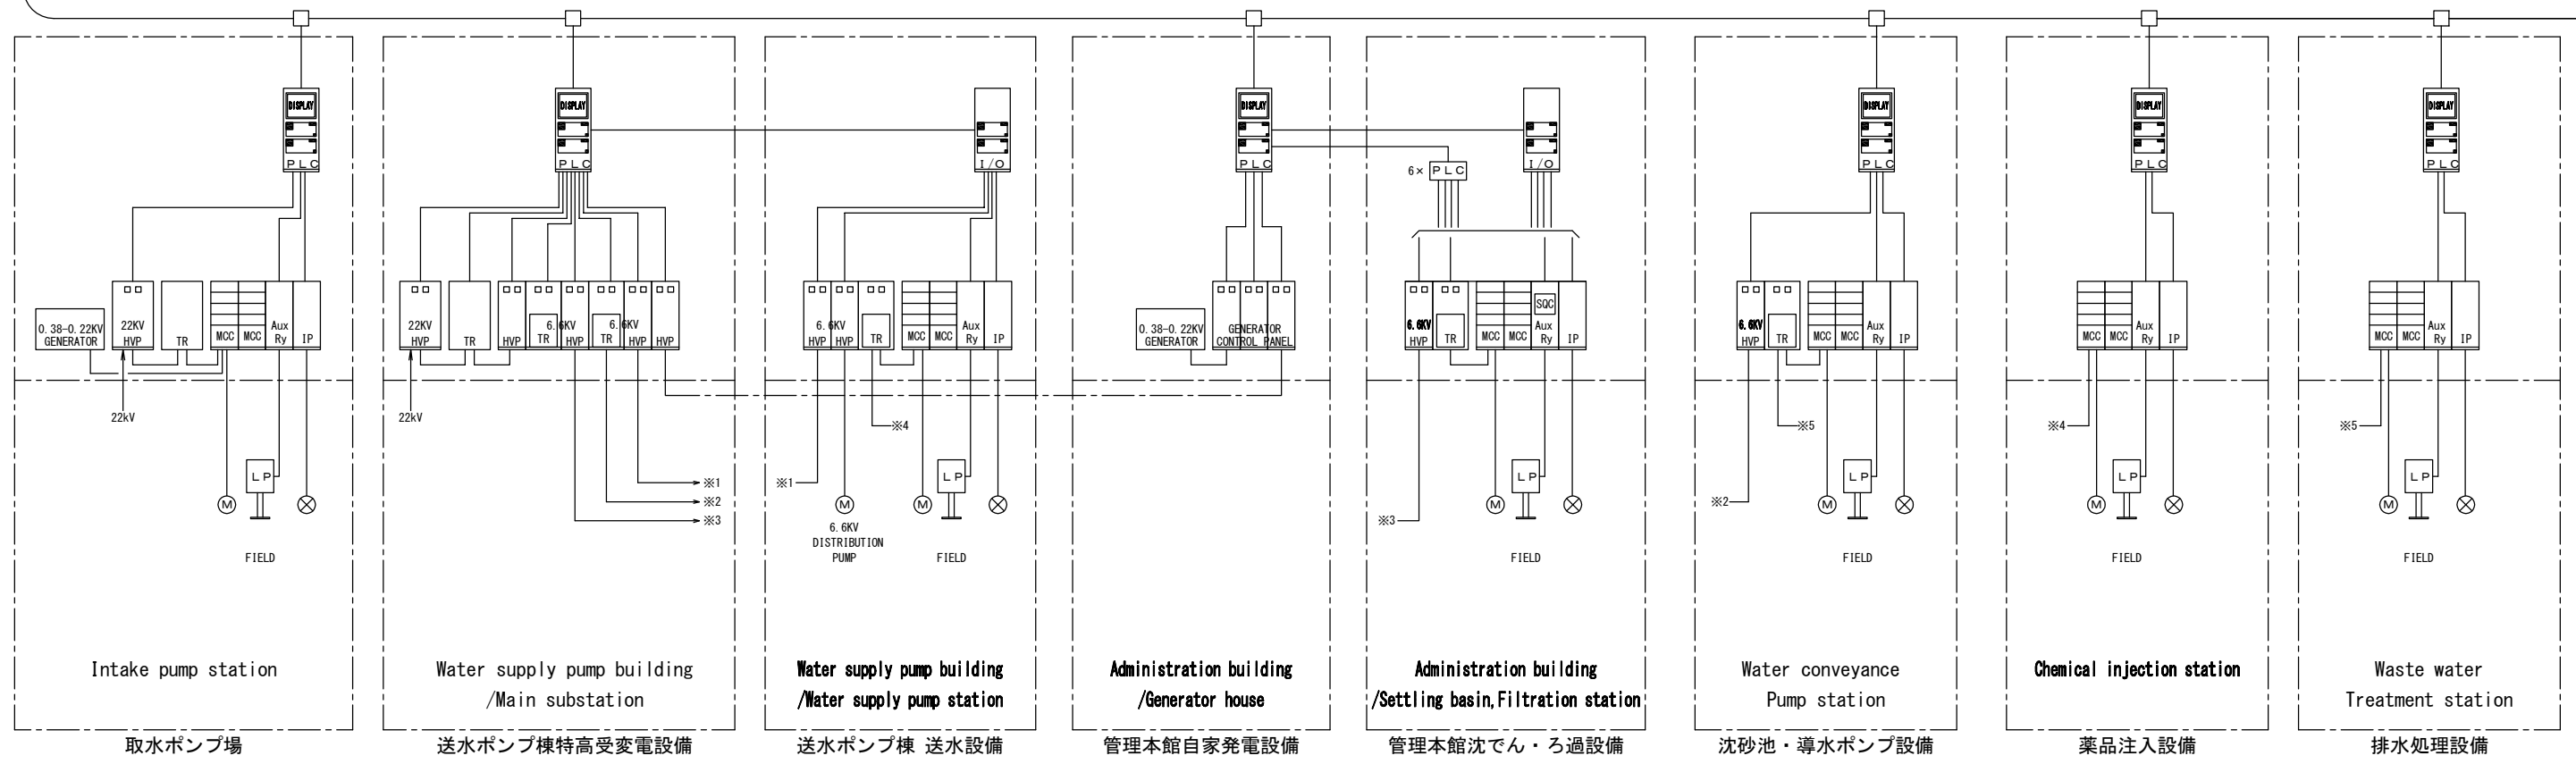 DISPLAY
PLC
0.38-0.22KV
GENERATOR
22KV
HVP
TR
MCC
MCC
Aux
Ry
IP
22kV
LP
M
FIELD
Intake pump station
取水ポンプ場
DISPLAY
PLC
22KV
HVP
TR
HVP
TR
6.6KV
HVP
TR
6.6KV
HVP
HVP
22kV
※1
※2
※3
Water supply pump building
/Main substation
送水ポンプ棟特高受変電設備
I/O
6.6KV
HVP
HVP
TR
MCC
MCC
Aux
Ry
IP
※4
※1
LP
M
M
6.6KV
DISTRIBUTION
PUMP
FIELD
Water supply pump building
/Water supply pump station
送水ポンプ棟 送水設備
DISPLAY
PLC
0.38-0.22KV
GENERATOR
GENERATOR
CONTROL PANEL
Administration building
/Generator house
管理本館自家発電設備
I/O
6× PLC
6.6KV
HVP
TR
MCC
MCC
SQC
Aux
Ry
IP
LP
M
※3
FIELD
Administration building
/Settling basin,Filtration station
管理本館沈でん・ろ過設備
DISPLAY
PLC
6.6KV
HVP
TR
MCC
MCC
Aux
Ry
IP
※5
LP
※2
M
FIELD
Water conveyance
Pump station
沈砂池・導水ポンプ設備
DISPLAY
PLC
MCC
MCC
Aux
Ry
IP
※4
LP
M
FIELD
Chemical injection station
薬品注入設備
DISPLAY
PLC
MCC
MCC
Aux
Ry
IP
※5
LP
M
FIELD
Waste water
Treatment station
排水処理設備